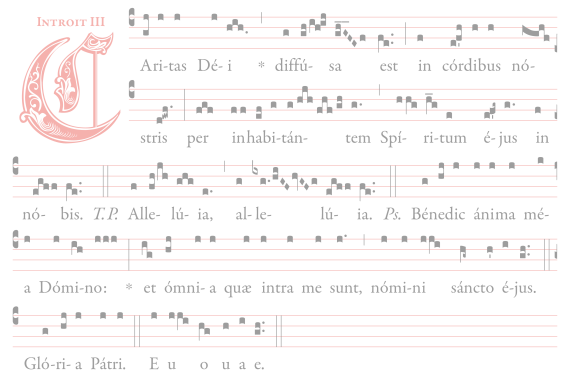 Introit III
C
Ari-tas Dé- i * diffú- sa est in córdibus nó-
stris per inhabi-tán- tem Spí- ri-tum é-jus in
nó- bis. T.P. Alle- lú- ia, al-le- lú- ia. Ps. Bénedic ánima mé-
a Dómi-no: * et ómni- a quæ intra me sunt, nómi-ni sáncto é-jus.
Gló-ri- a Pátri. E u o u a e.